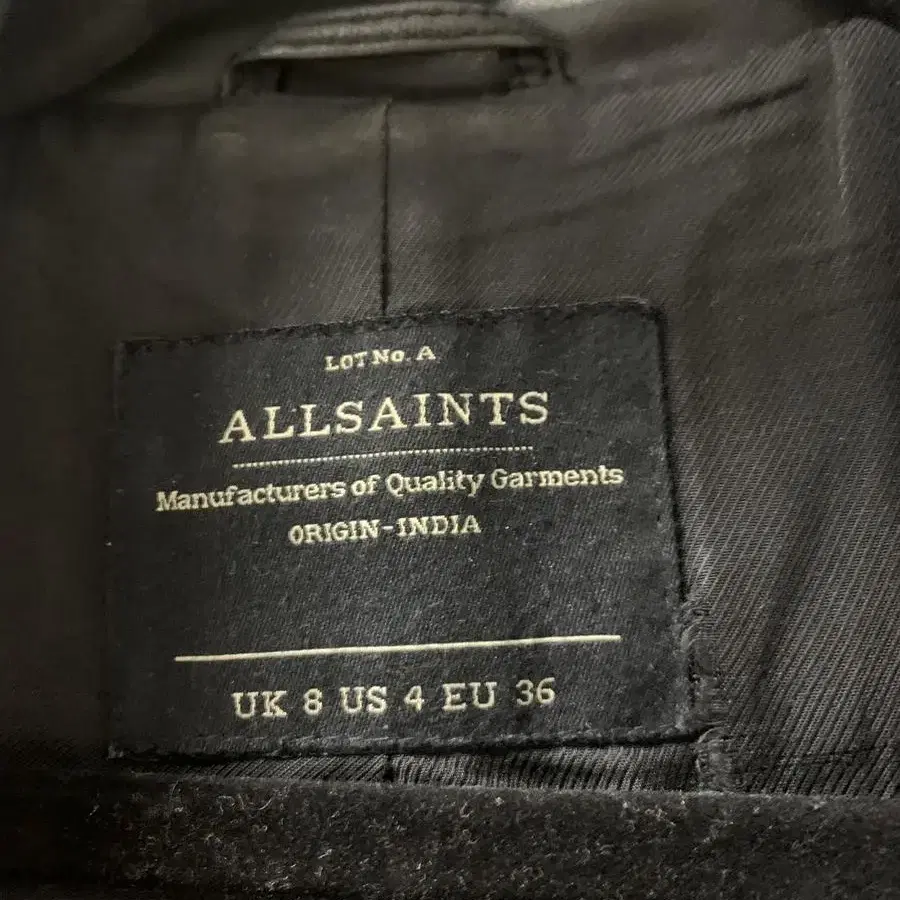 LOT No. A
ALLSAINTS
Manufacturers of Quality Garments
ORIGIN-INDIA
UK 8 US 4 EU 36